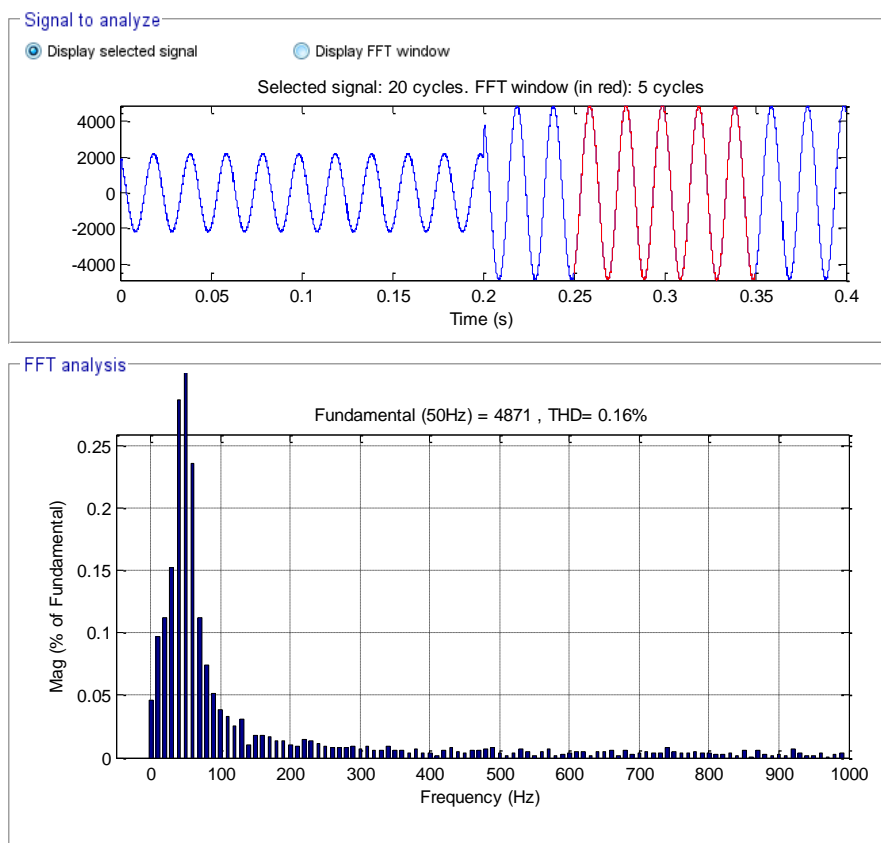 Signal to analyze
Display selected signal Display FFT window
Selected signal: 20 cycles. FFT window (in red): 5 cycles
4000
2000
0
-2000
-4000
0 0.05 0.1 0.15 0.2 0.25 0.3 0.35 0.4
Time (s)
FFT analysis
Fundamental (50Hz) = 4871 , THD= 0.16%
0.25
0.2
0.15
0.1
0.05
0
Mag (% of Fundamental)
0 100 200 300 400 500 600 700 800 900 1000
Frequency (Hz)